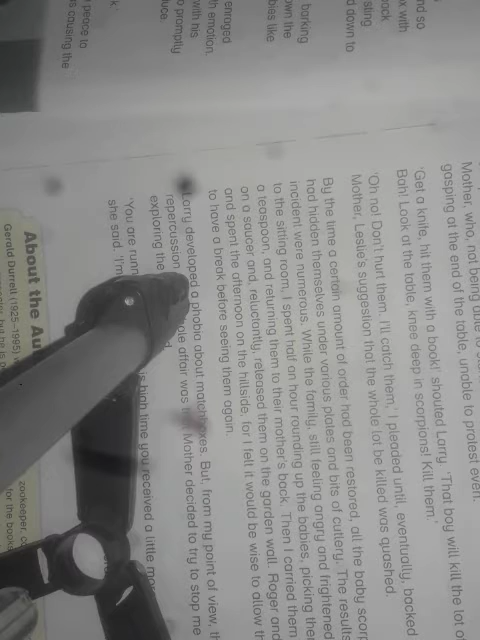 nd so
ox with
back
sting
d down to
barking
own the
bies like
enraged
th emotion.
with his
o promptly
k.'
l peace to
s causing the
Mother, who, not being able to
gasping at the end of the table, unable to protest even.
'Get a knife, hit them with a book!' shouted Larry. 'That boy will kill the lot o
Bah! Look at the table, knee deep in scorpions! Kill them.'
'Oh no! Don't hurt them, I'll catch them,' I pleaded until, eventually, backed
Mother, Leslie's suggestion that the whole lot be killed was quashed.
By the time a certain amount of order had been restored, all the baby scorp
had hidden themselves under various plates and bits of cutlery. The results
incident were numerous. While the family, still feeling angry and frightened
to the sitting room, I spent half an hour rounding up the babies, picking the
a teaspoon, and returning them to their mother's back. Then I carried them
on a saucer and, reluctantly, released them on the garden wall. Roger and
and spent the afternoon on the hillside, for I felt it would be wise to allow th
to have a break before seeing them again.
Larry developed a phobia about matchboxes. But, from my point of view, th
repercussion affair was Mother decided to try to stop me
exploring the
'You are runn is high time you received a little mo
she said. 'I'm
About the Au
Gerald Durrell (1925–1995) zookeeper, co
for the books